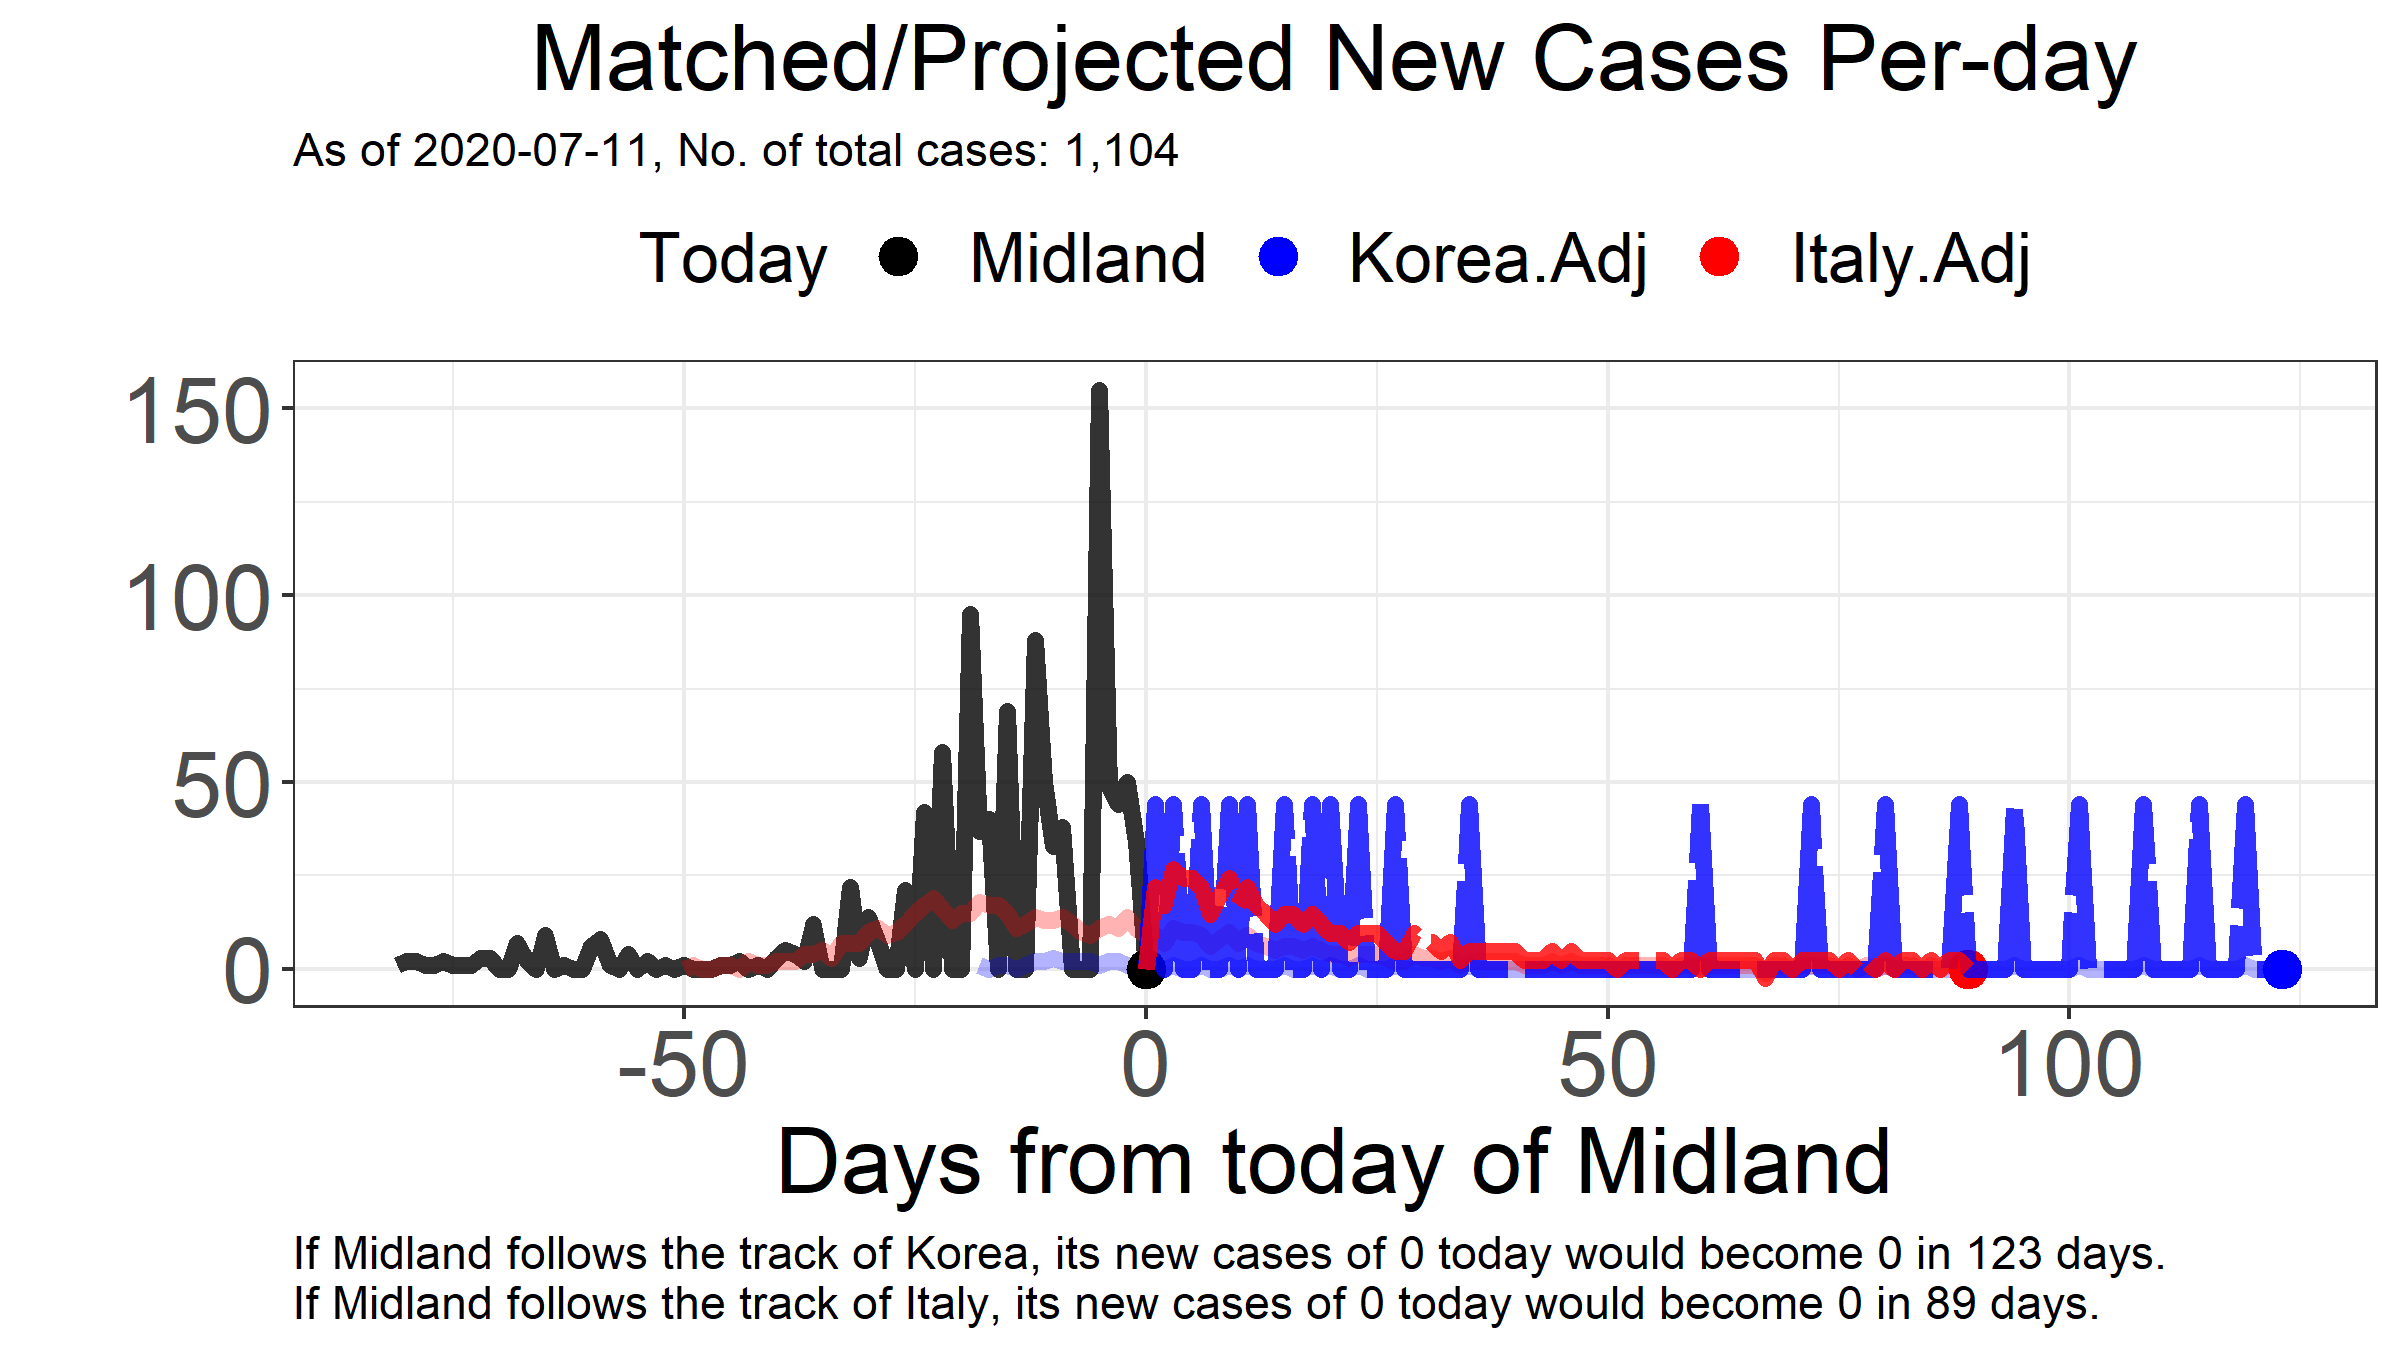 Matched/Projected New Cases Per-day
As of 2020-07-11, No. of total cases: 1,104
Today Midland Korea.Adj Italy.Adj
150
100
50
0
-50 0 50 100
Days from today of Midland
If Midland follows the track of Korea, its new cases of 0 today would become 0 in 123 days.
If Midland follows the track of Italy, its new cases of 0 today would become 0 in 89 days.